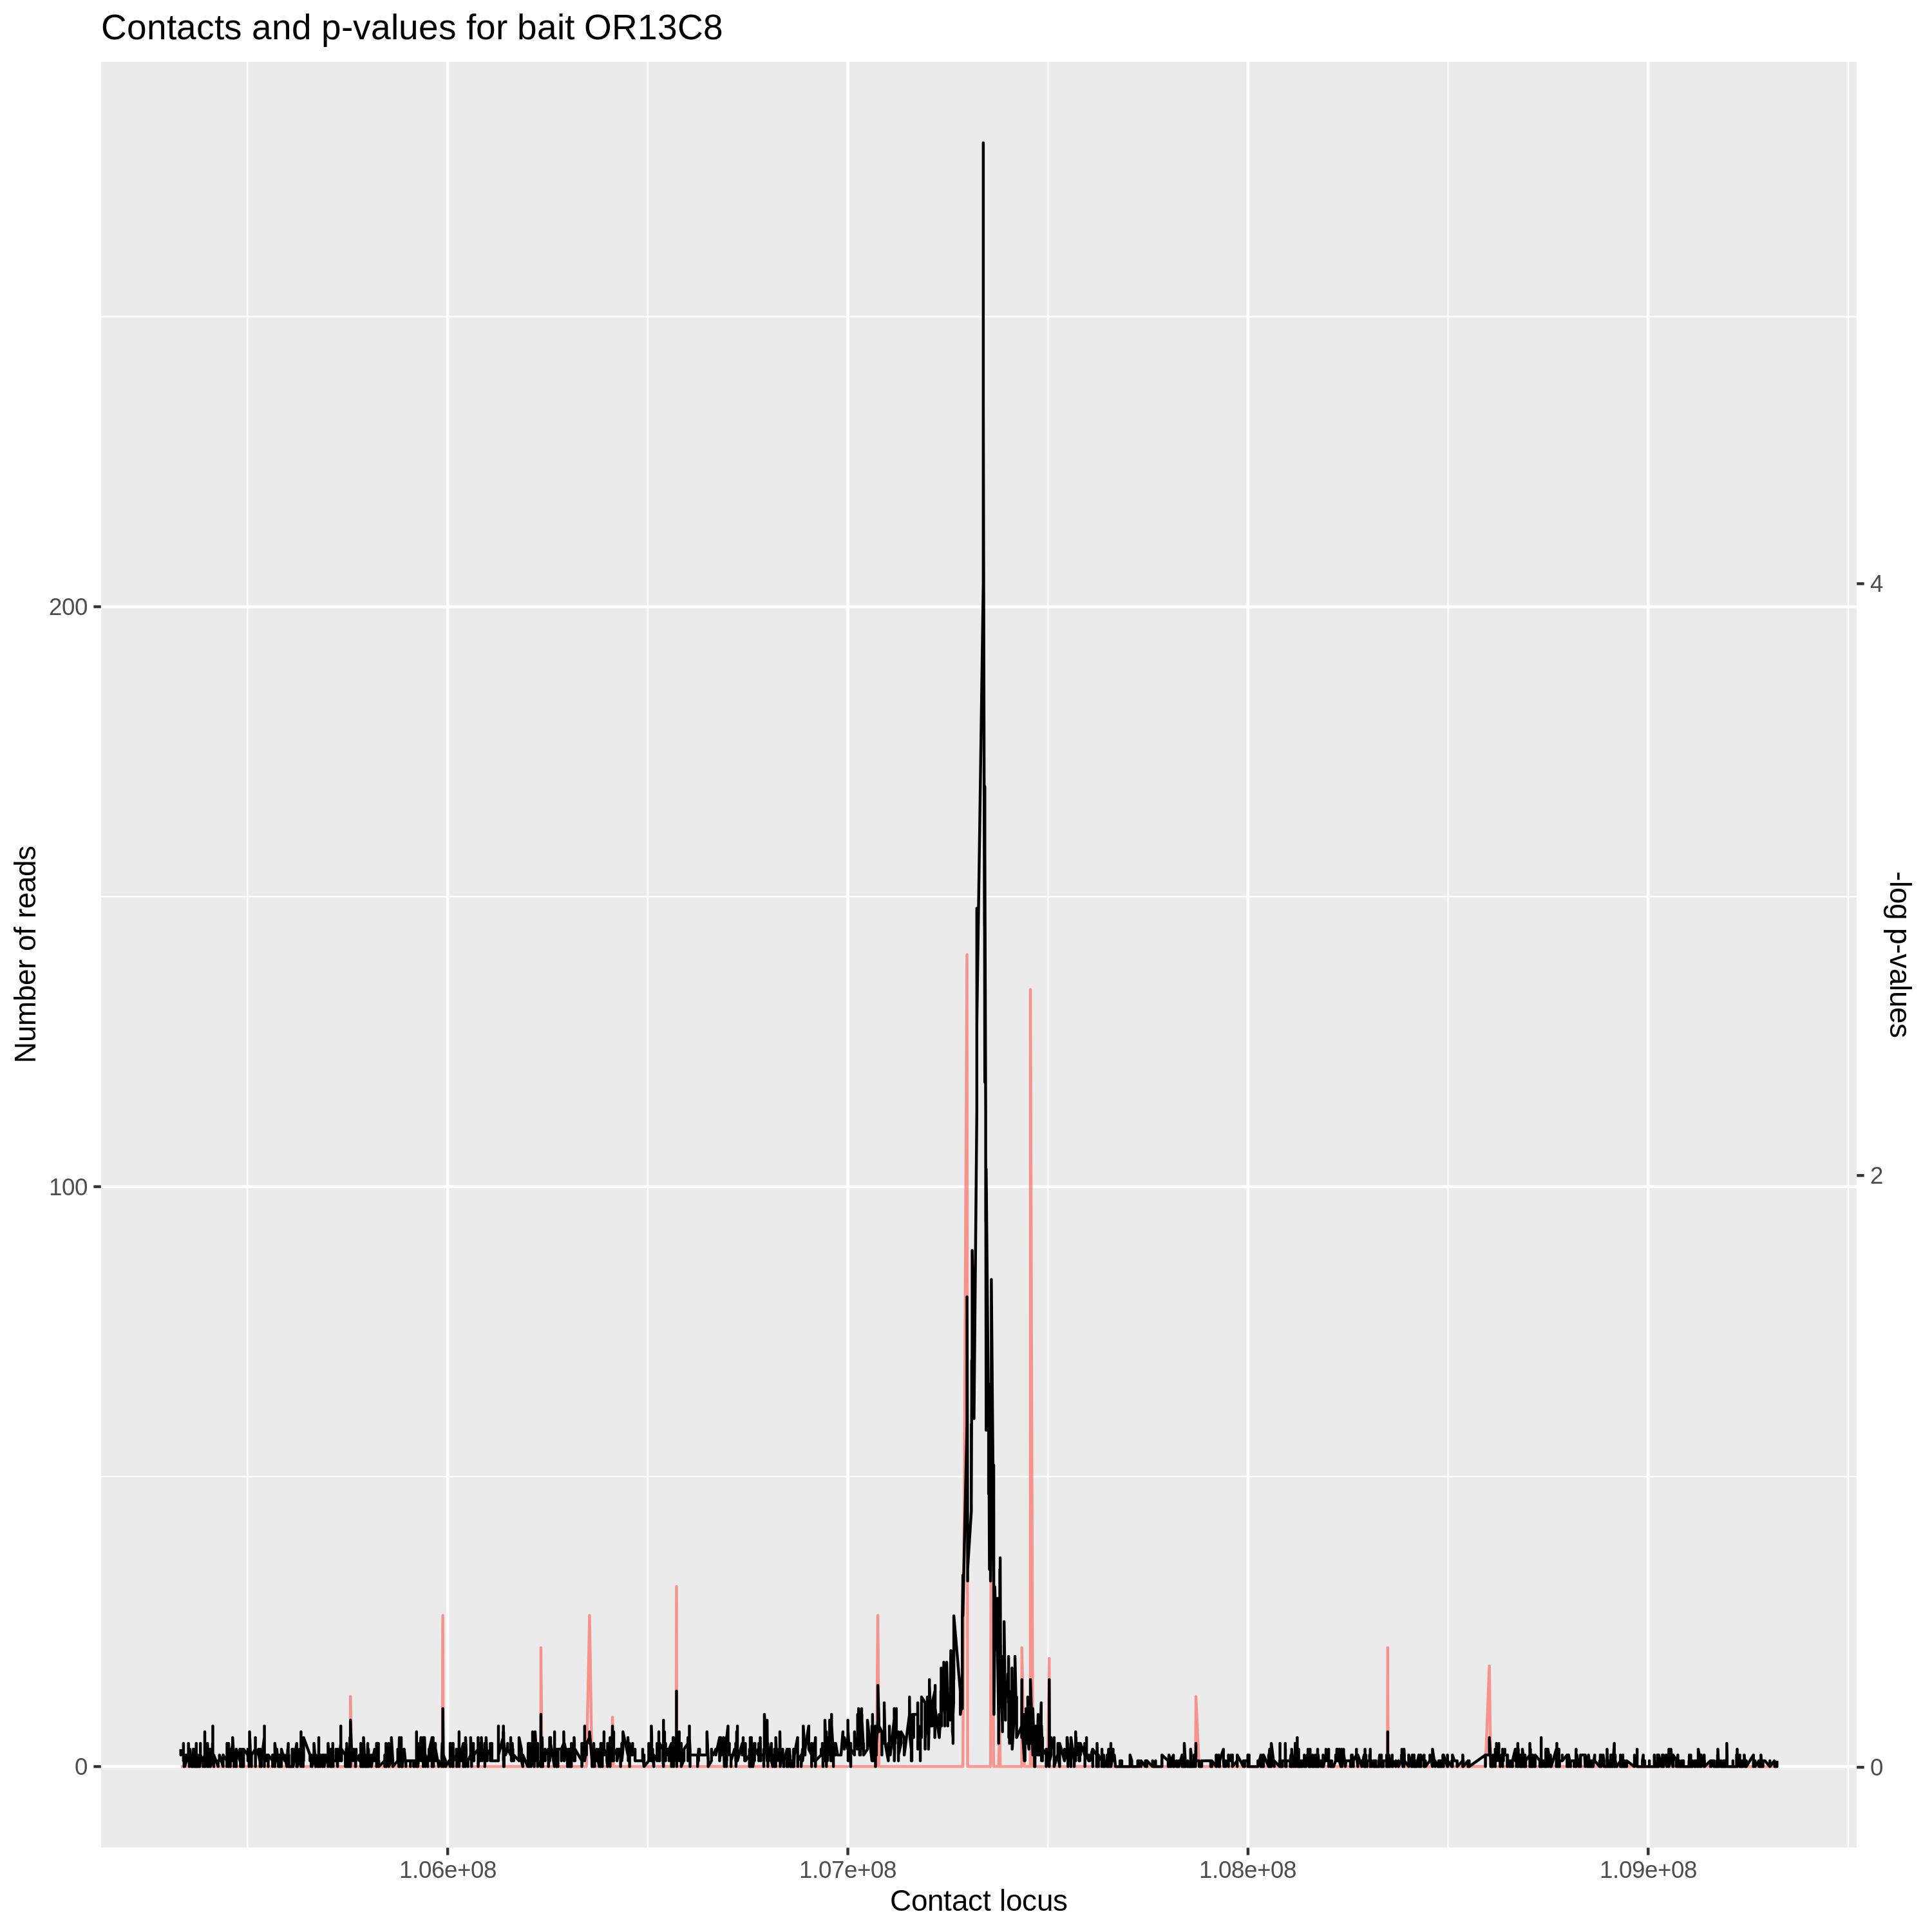 Contacts and p-values for bait OR13C8
Number of reads
200
100
0
4
2
0
-log p-values
1.06e+08
1.07e+08
1.08e+08
1.09e+08
Contact locus